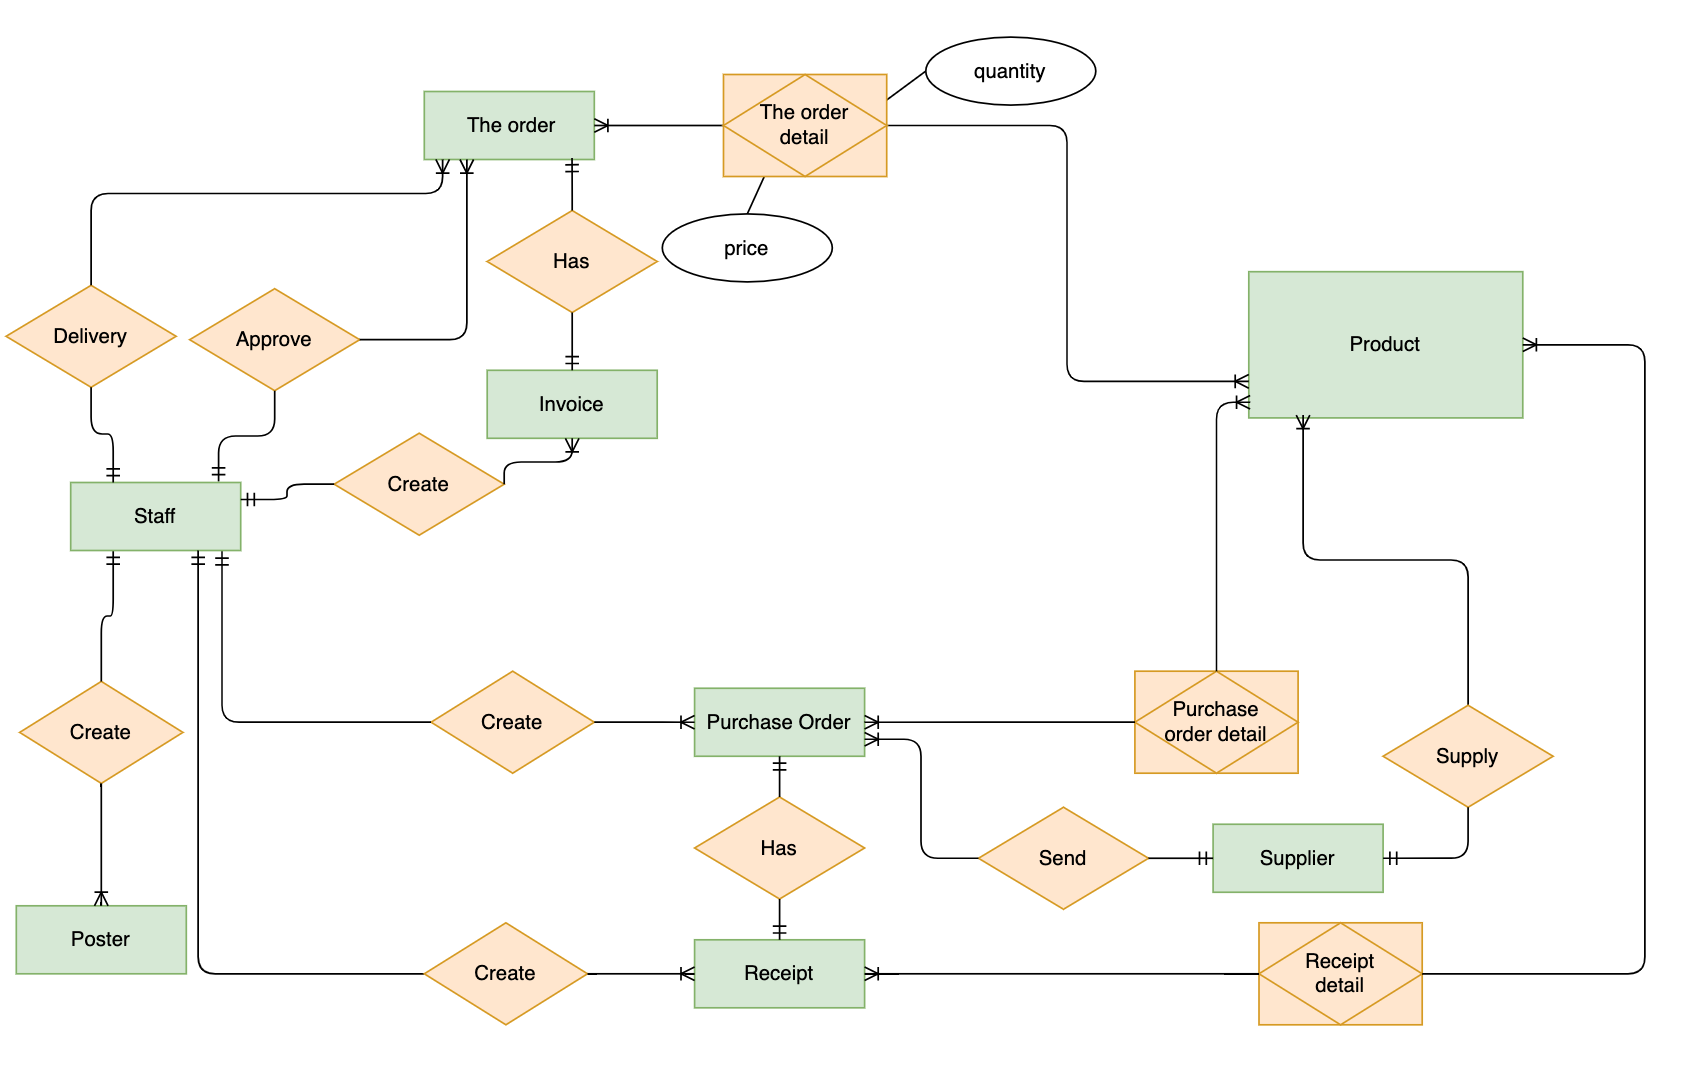 quantity
The order
The order
detail
price
Has
Delivery
Approve
Product
Invoice
Create
Staff
Create
Create
Purchase Order
Purchase
order detail
Supply
Has
Send
Supplier
Poster
Create
Receipt
Receipt
detail